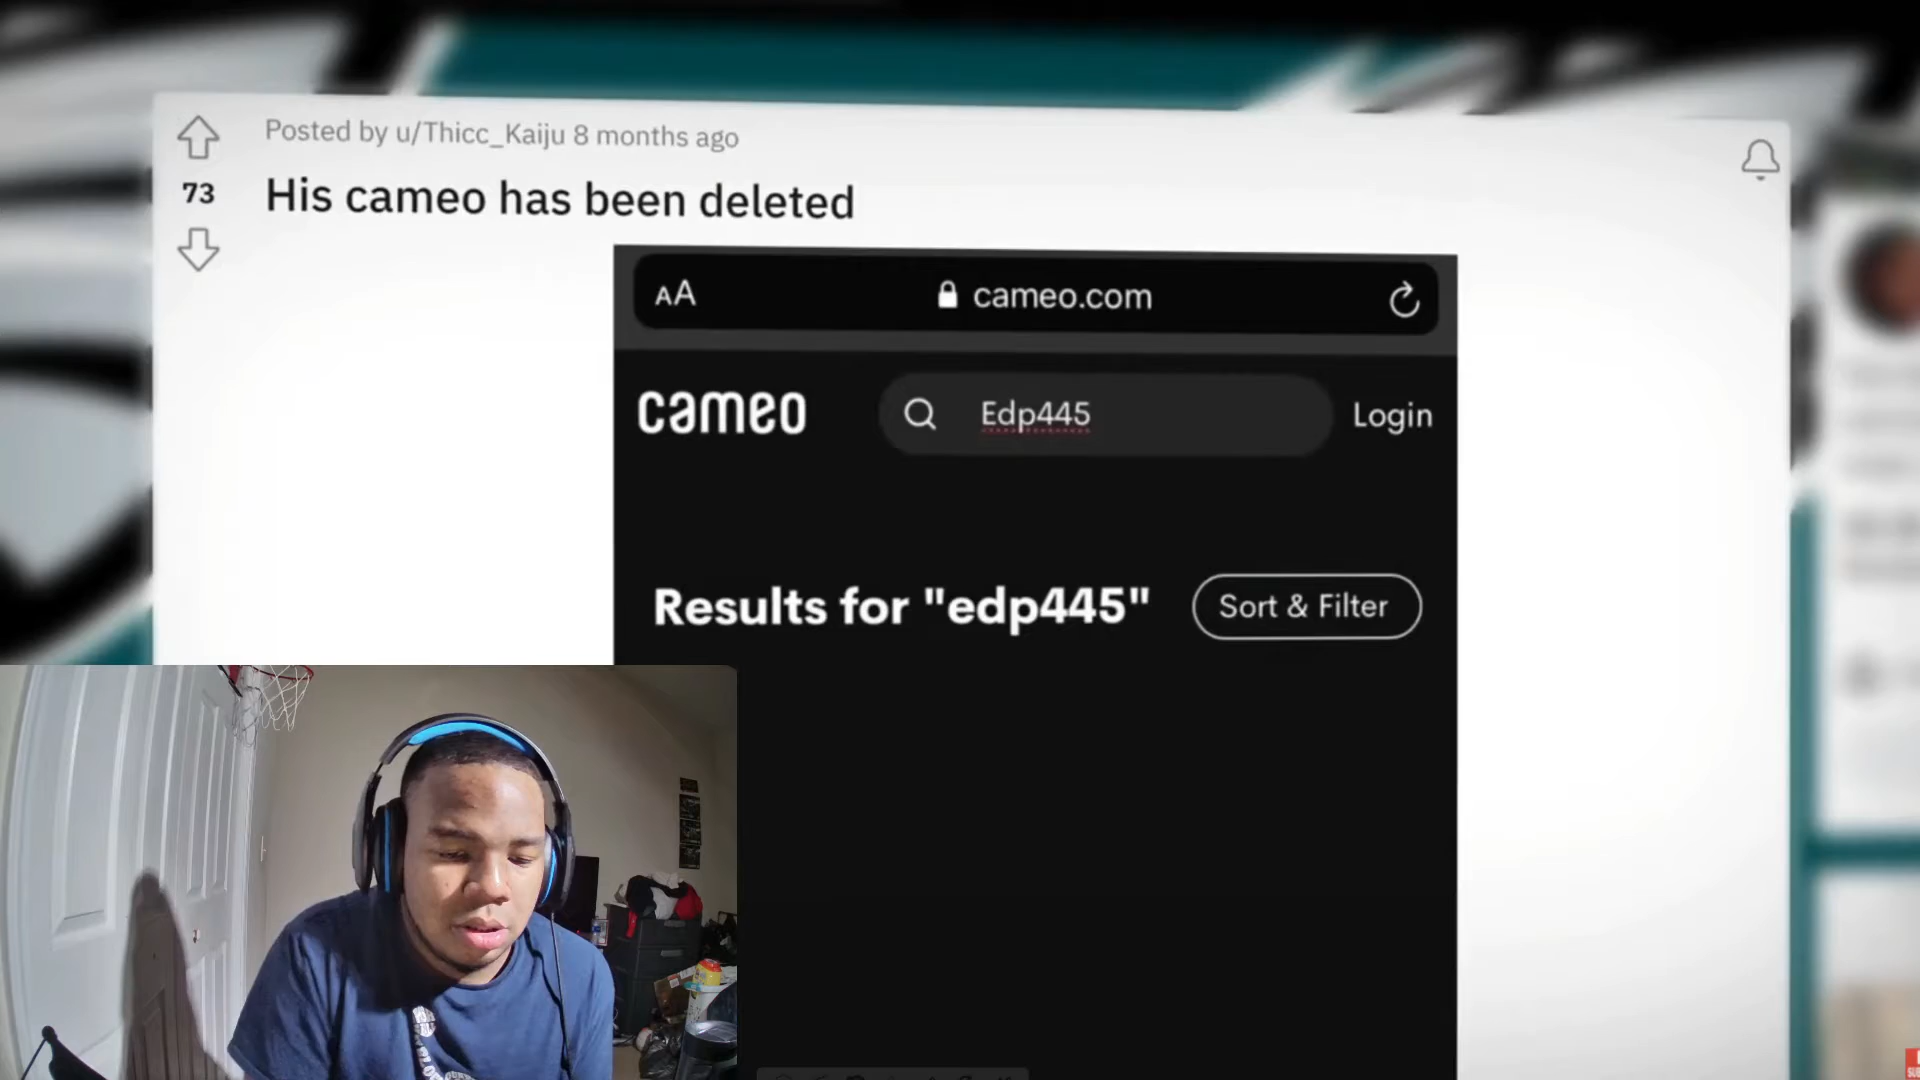 Posted by u/Thicc_Kaiju 8 months ago
73
His cameo has been deleted
AA
cameo.com
cameo
Edp445
Login
Results for "edp445"
Sort & Filter